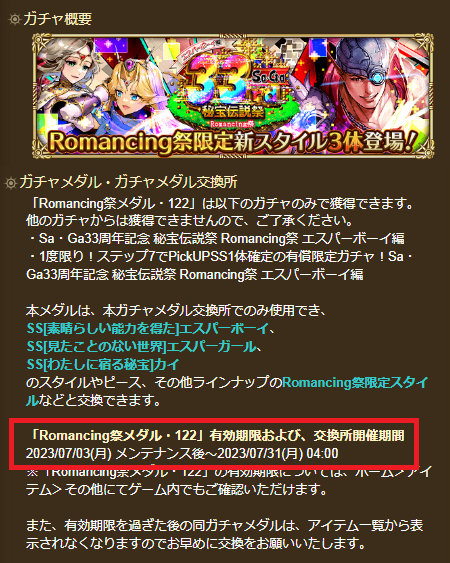 ガチャ概要
33
Sa・Ga
秘宝伝説祭
Romancing祭
Romancing祭限定新スタイル3体登場!
ガチャメダル・ガチャメダル交換所
「Romancing祭メダル・122」は以下のガチャのみで獲得できます。
他のガチャからは獲得できませんので、ご了承ください。
・Sa・Ga33周年記念 秘宝伝説祭 Romancing祭 エスパーボーイ編
・1度限り！ステップ7でPickUPSS1体確定の有償限定ガチャ！Sa・
Ga33周年記念 秘宝伝説祭 Romancing祭 エスパーボーイ編
本メダルは、本ガチャメダル交換所でのみ使用でき、
SS[素晴らしい能力を得た]エスパーボーイ、
SS[見たことのない世界]エスパーガール、
SS[わたしに宿る秘宝]カイ
のスタイルやピース、その他ラインナップのRomancing祭限定スタイ
ルなどと交換できます。
「Romancing祭メダル・122」有効期限および、交換所開催期間
2023/07/03(月) メンテナンス後～2023/07/31(月) 04:00
※「Romancing祭メダル・122」の有効期限については、ホーム＞アイ
テム＞その他にてゲーム内でもご確認いただけます。
また、有効期限を過ぎた後の同ガチャメダルは、アイテム一覧から表
示されなくなりますのでお早めに交換をお願いいたします。